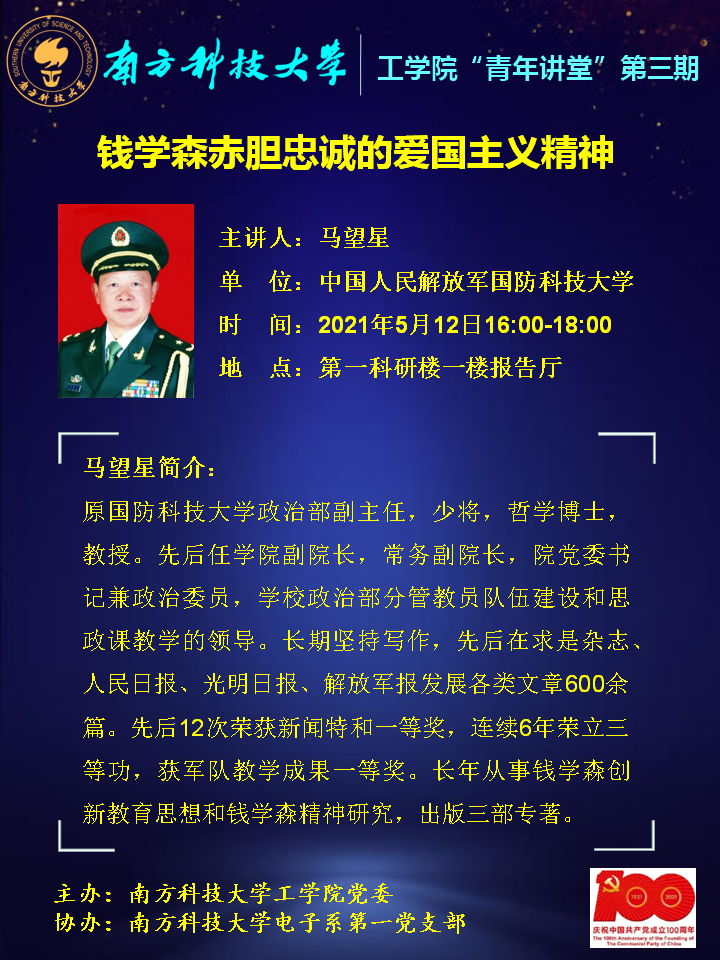 SOUTHERN UNIVERSITY OF SCIENCE AND TECHNOLOGY
南方科技大学
南方科技大学
工学院“青年讲堂”第三期
钱学森赤胆忠诚的爱国主义精神
主讲人：马望星
单 位：中国人民解放军国防科技大学
时 间：2021年5月12日16:00-18:00
地 点：第一科研楼一楼报告厅
马望星简介：
原国防科技大学政治部副主任，少将，哲学博士，
教授。先后任学院副院长，常务副院长，院党委书
记兼政治委员，学校政治部分管教员队伍建设和思
政课教学的领导。长期坚持写作，先后在求是杂志、
人民日报、光明日报、解放军报发展各类文章600余
篇。先后12次荣获新闻特和一等奖，连续6年荣立三
等功，获军队教学成果一等奖。长年从事钱学森创
新教育思想和钱学森精神研究，出版三部专著。
主办：南方科技大学工学院党委
协办：南方科技大学电子系第一党支部
100
1921
2021
庆祝中国共产党成立100周年
The 100th Anniversary of the Founding of
The Communist Party of China